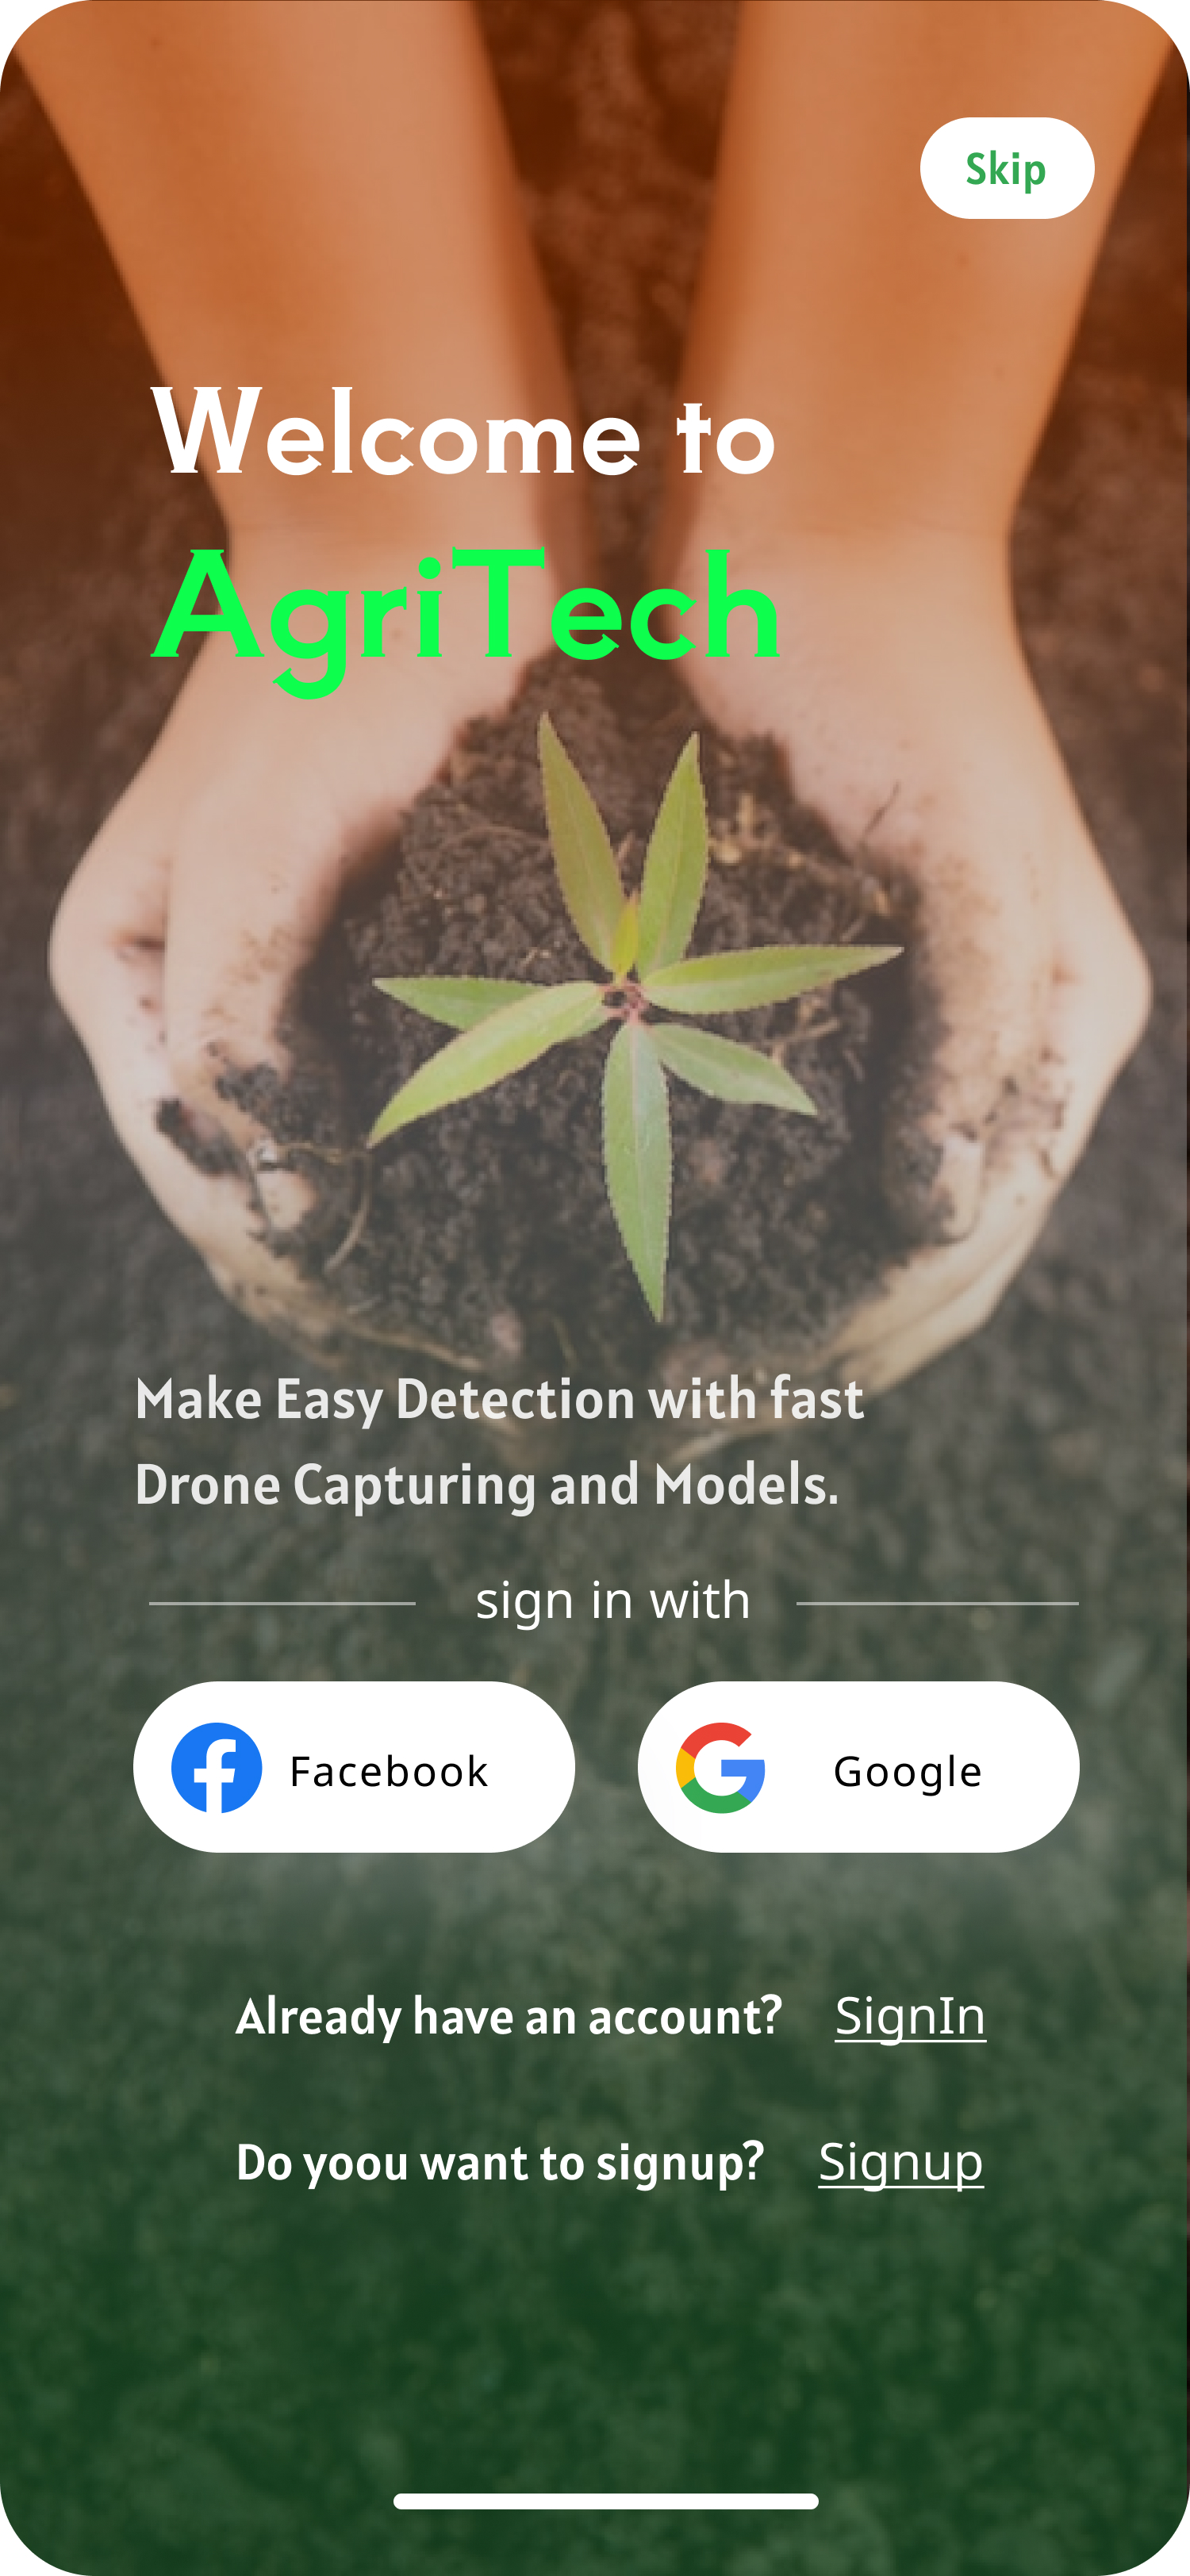 Skip
Welcome to
AgriTech
Make Easy Detection with fast
Drone Capturing and Models.
sign in with
Facebook
Google
Already have an account? SignIn
Do yoou want to signup? Signup